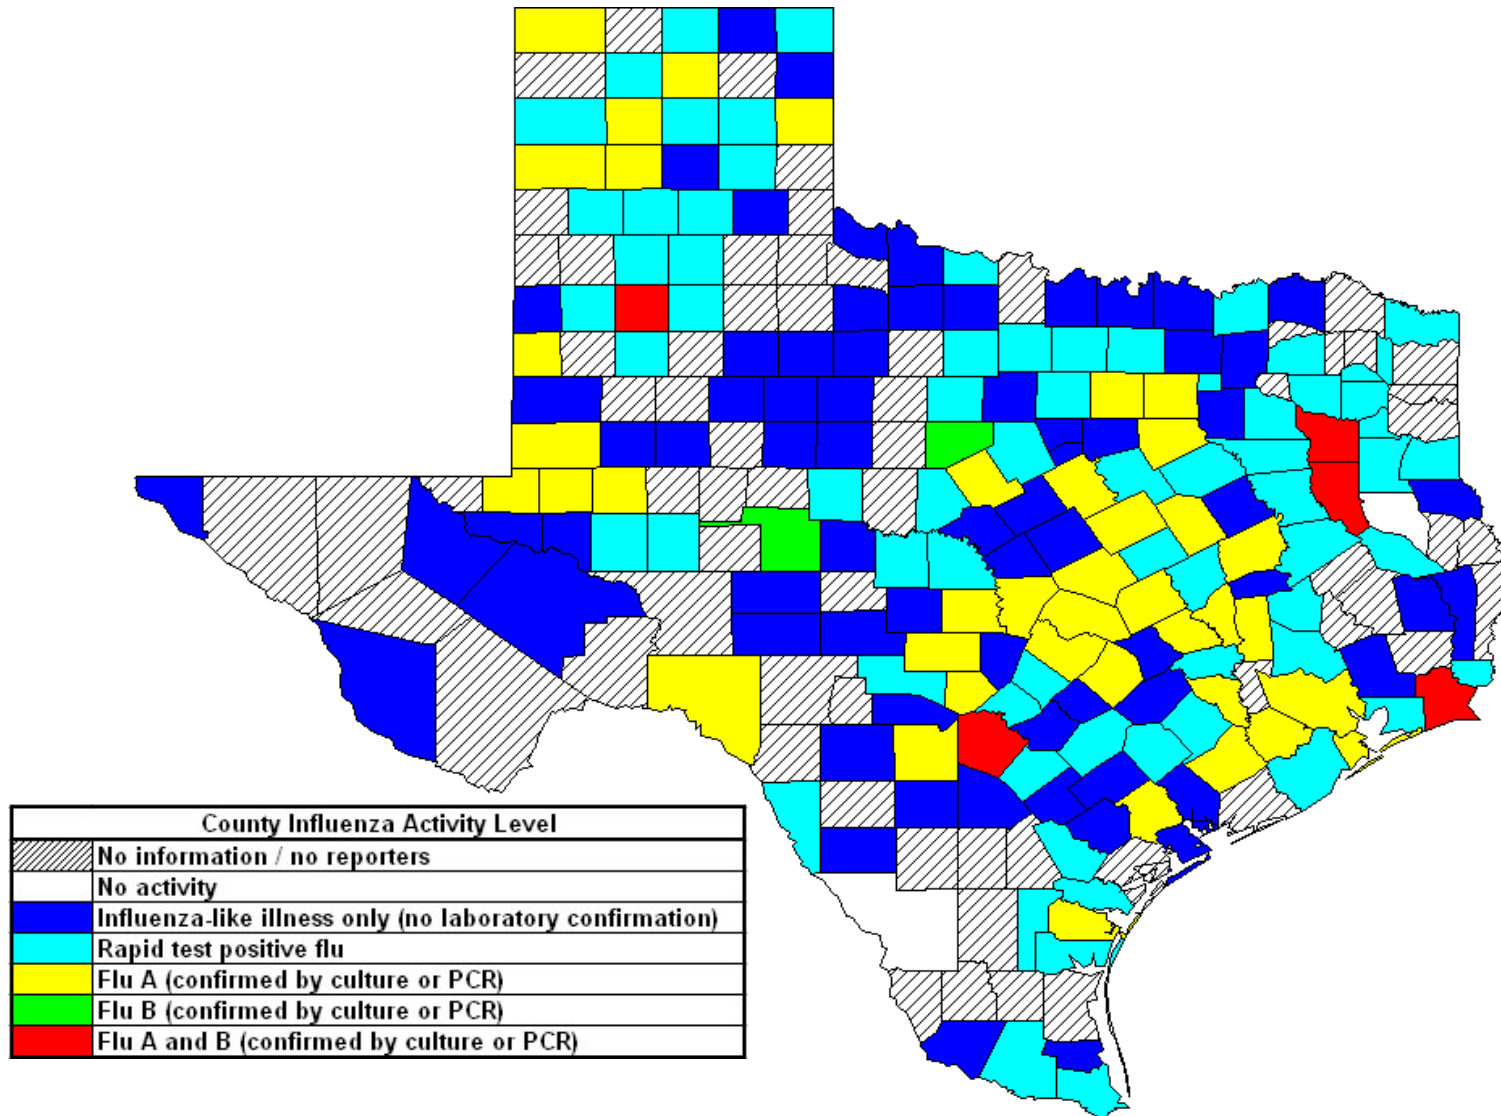 County Influenza Activity Level
No information / no reporters
No activity
Influenza-like illness only (no laboratory confirmation)
Rapid test positive flu
Flu A (confirmed by culture or PCR)
Flu B (confirmed by culture or PCR)
Flu A and B (confirmed by culture or PCR)